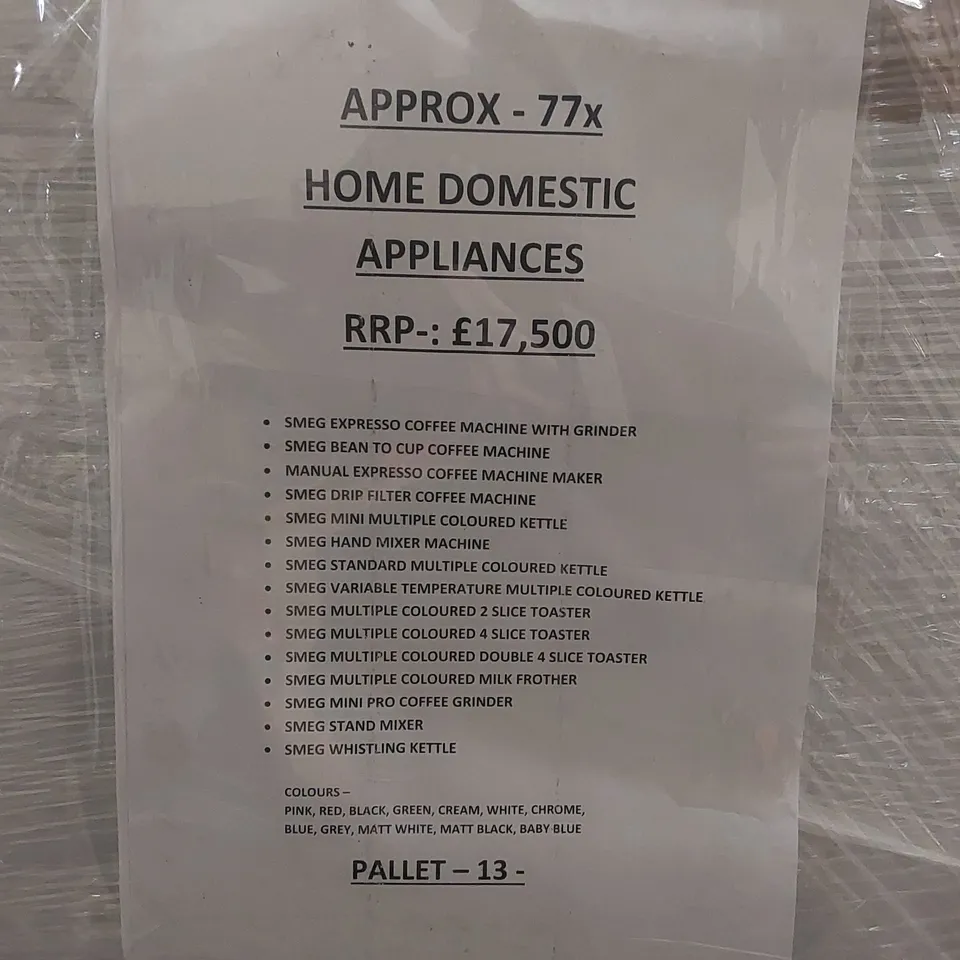 APPROX - 77x
HOME DOMESTIC
APPLIANCES
RRP-: £17,500
• SMEG EXPRESSO COFFEE MACHINE WITH GRINDER
• SMEG BEAN TO CUP COFFEE MACHINE
• MANUAL EXPRESSO COFFEE MACHINE MAKER
• SMEG DRIP FILTER COFFEE MACHINE
• SMEG MINI MULTIPLE COLOURED KETTLE
• SMEG HAND MIXER MACHINE
• SMEG STANDARD MULTIPLE COLOURED KETTLE
• SMEG VARIABLE TEMPERATURE MULTIPLE COLOURED KETTLE
• SMEG MULTIPLE COLOURED 2 SLICE TOASTER
• SMEG MULTIPLE COLOURED 4 SLICE TOASTER
• SMEG MULTIPLE COLOURED DOUBLE 4 SLICE TOASTER
• SMEG MULTIPLE COLOURED MILK FROTHER
• SMEG MINI PRO COFFEE GRINDER
• SMEG STAND MIXER
• SMEG WHISTLING KETTLE
COLOURS –
PINK, RED, BLACK, GREEN, CREAM, WHITE, CHROME,
BLUE, GREY, MATT WHITE, MATT BLACK, BABY BLUE
PALLET – 13 -